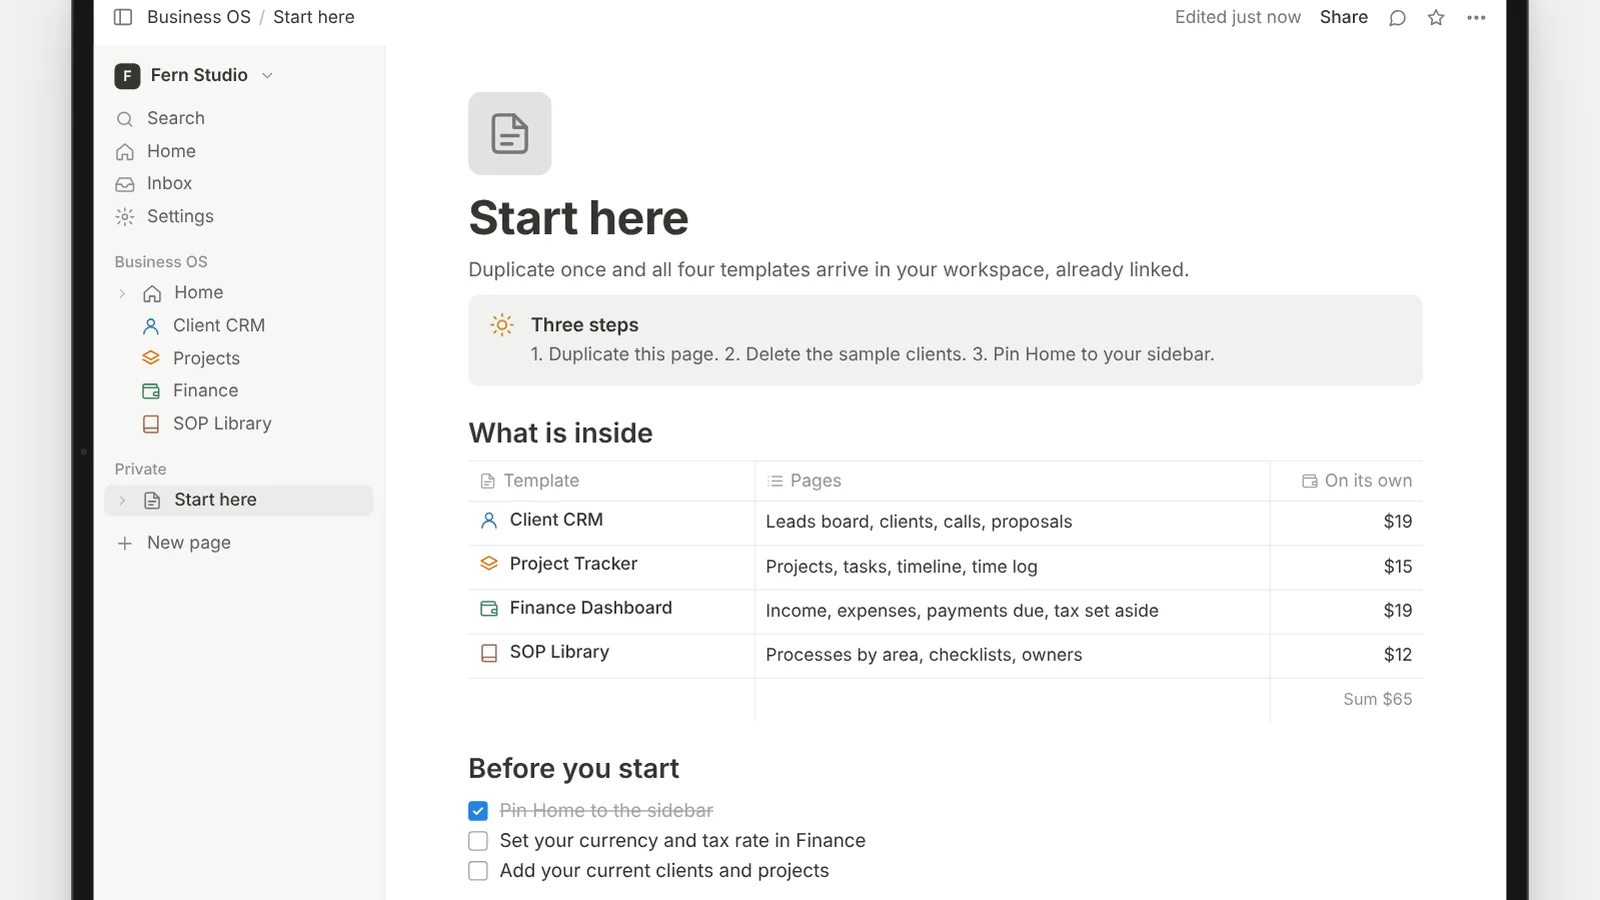 Business OS / Start here
Edited just now Share
F Fern Studio
Search
Home
Inbox
Settings
Business OS
Home
Client CRM
Projects
Finance
SOP Library
Private
Start here
New page
Start here
Duplicate once and all four templates arrive in your workspace, already linked.
Three steps
1. Duplicate this page. 2. Delete the sample clients. 3. Pin Home to your sidebar.
What is inside
Template Pages On its own
Client CRM Leads board, clients, calls, proposals $19
Project Tracker Projects, tasks, timeline, time log $15
Finance Dashboard Income, expenses, payments due, tax set aside $19
SOP Library Processes by area, checklists, owners $12
Sum $65
Before you start
Pin Home to the sidebar
Set your currency and tax rate in Finance
Add your current clients and projects